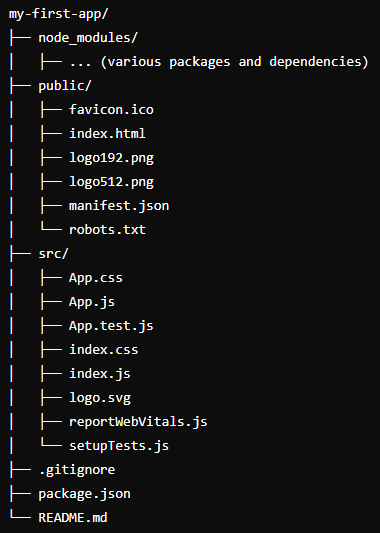 my-first-app/
├── node_modules/
│   ├── ... (various packages and dependencies)
├── public/
│   ├── favicon.ico
│   ├── index.html
│   ├── logo192.png
│   ├── logo512.png
│   ├── manifest.json
│   └── robots.txt
├── src/
│   ├── App.css
│   ├── App.js
│   ├── App.test.js
│   ├── index.css
│   ├── index.js
│   ├── logo.svg
│   ├── reportWebVitals.js
│   └── setupTests.js
├── .gitignore
├── package.json
└── README.md